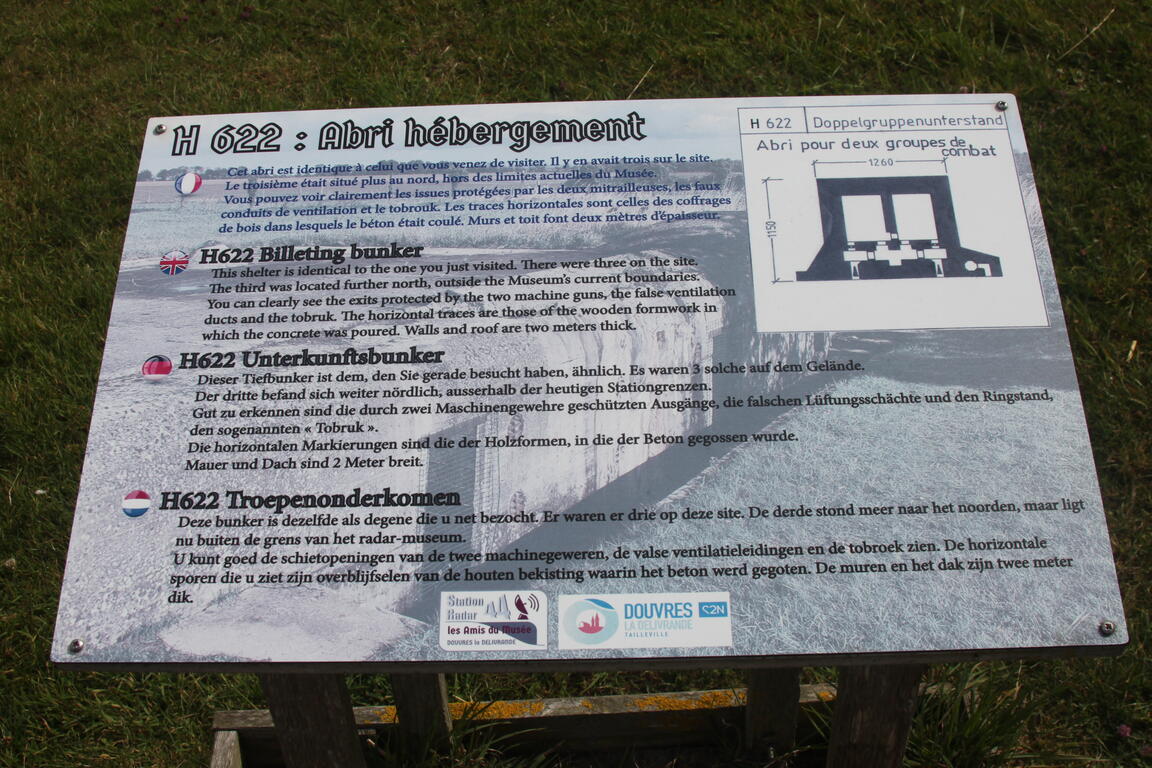 H 622 : Abri hébergement
Cet abri est identique à celui que vous venez de visiter. Il y en avait trois sur le site.
Le troisième était situé plus au nord, hors des limites actuelles du Musée.
Vous pouvez voir clairement les issues protégées par les deux mitrailleuses, les faux
conduits de ventilation et le tobrouk. Les traces horizontales sont celles des coffrages
de bois dans lesquels le béton était coulé. Murs et toit font deux mètres d'épaisseur.
H 622
Doppelgruppenunterstand
Abri pour deux groupes de
combat
1260
1150
H622 Billeting bunker
This shelter is identical to the one you just visited. There were three on the site.
The third was located further north, outside the Museum's current boundaries.
You can clearly see the exits protected by the two machine guns, the false ventilation
ducts and the tobruk. The horizontal traces are those of the wooden formwork in
which the concrete was poured. Walls and roof are two meters thick.
H622 Unterkunftsbunker
Dieser Tiefbunker ist dem, den Sie gerade besucht haben, ähnlich. Es waren 3 solche auf dem Gelände.
Der dritte befand sich weiter nördlich, ausserhalb der heutigen Stationgrenzen.
Gut zu erkennen sind die durch zwei Maschinengewehre geschützten Ausgänge, die falschen Lüftungsschächte und den Ringstand,
den sogenannten « Tobruk ».
Die horizontalen Markierungen sind die der Holzformen, in die der Beton gegossen wurde.
Mauer und Dach sind 2 Meter breit.
H622 Troepenonderkomen
Deze bunker is dezelfde als degene die u net bezocht. Er waren er drie op deze site. De derde stond meer naar het noorden, maar ligt
nu buiten de grens van het radar-museum.
U kunt goed de schietopeningen van de twee machinegeweren, de valse ventilatieleidingen en de tobroek zien. De horizontale
sporen die u ziet zijn overblijfselen van de houten bekisting waarin het beton werd gegoten. De muren en het dak zijn twee meter
dik.
Station
Radar
les Amis du Musée
DOUVRES la DELIVRANDE
DOUVRES
LA DELIVRANDE
TAILLEVILLE
C2N